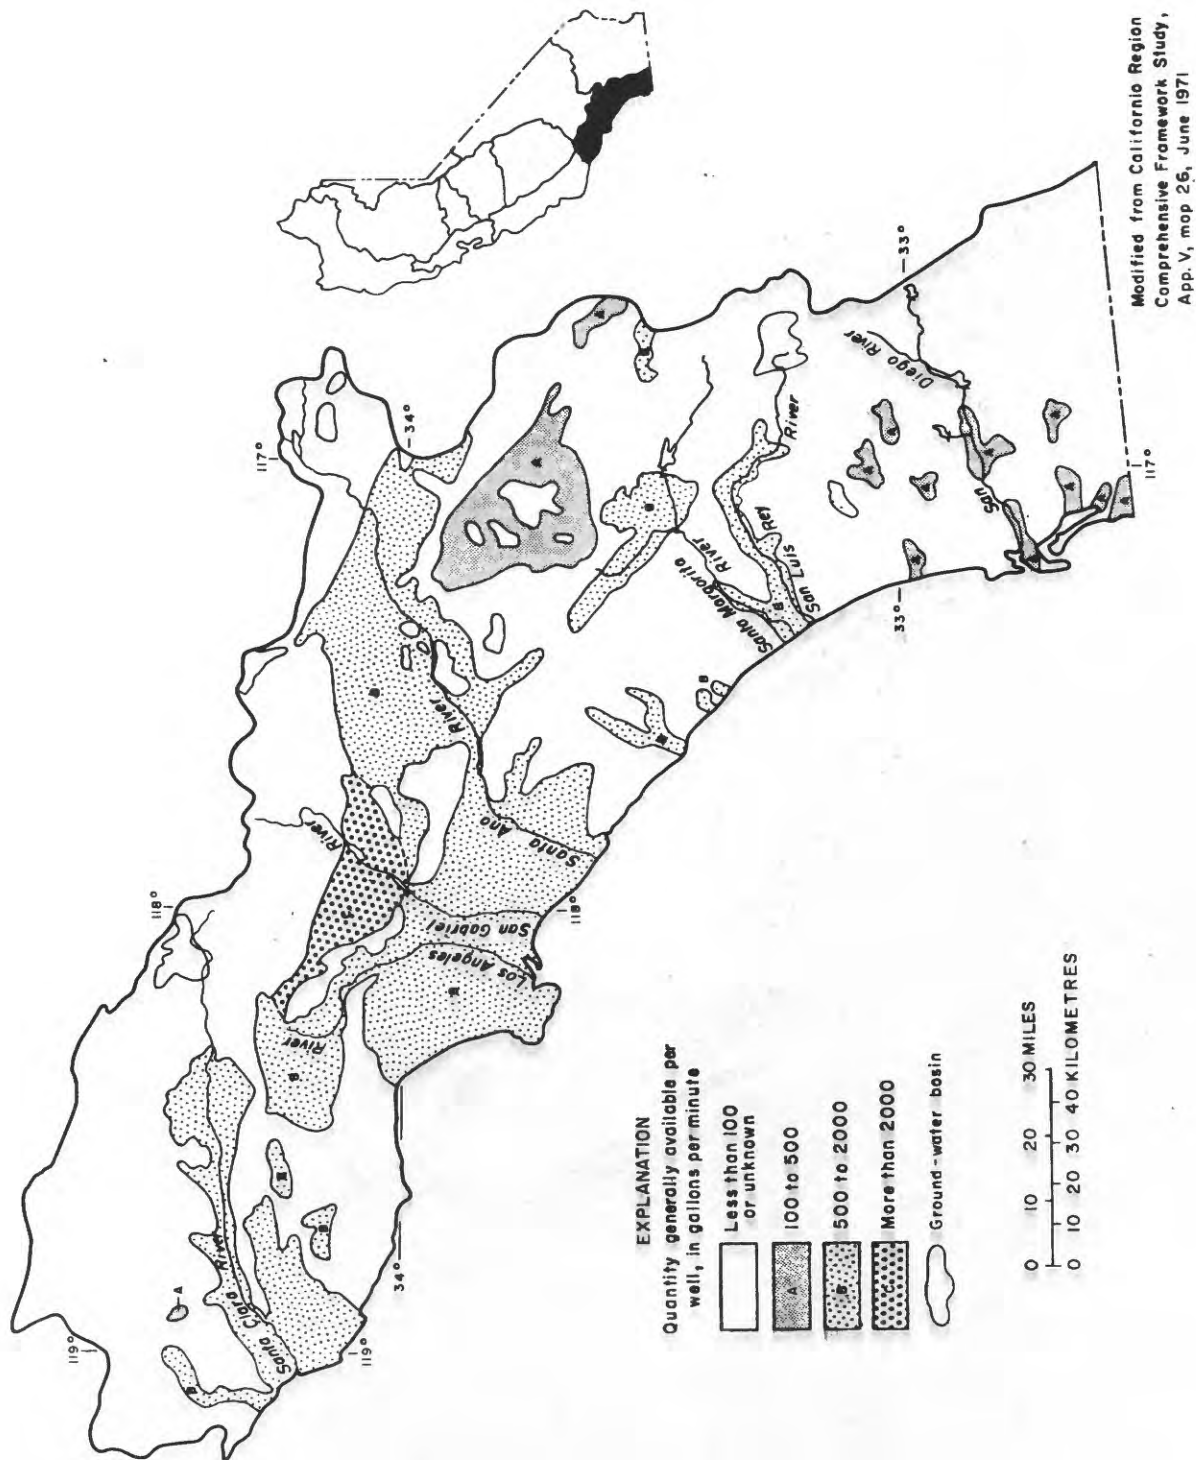 119°
A
B
Santa Clara
River
119°
34°
B
B
B
River
118°
River
C
B
Los Angeles
San Gabriel
118°
Santa
Ana
River
B
117°
34°
A
A
B
B
B
B
B
Santa Margarita
River
San Luis Rey
River
33°
33°
San
Diego River
A
A
A
A
A
A
A
A
A
A
117°
EXPLANATION
Quantity generally available per
well, in gallons per minute
Less than 100
or unknown
A
100 to 500
B
500 to 2000
C
More than 2000
Ground-water basin
0 10 20 30 MILES
0 10 20 30 40 KILOMETRES
Modified from Californio Region
Comprehensive Framework Study,
App. V, map 26, June 1971